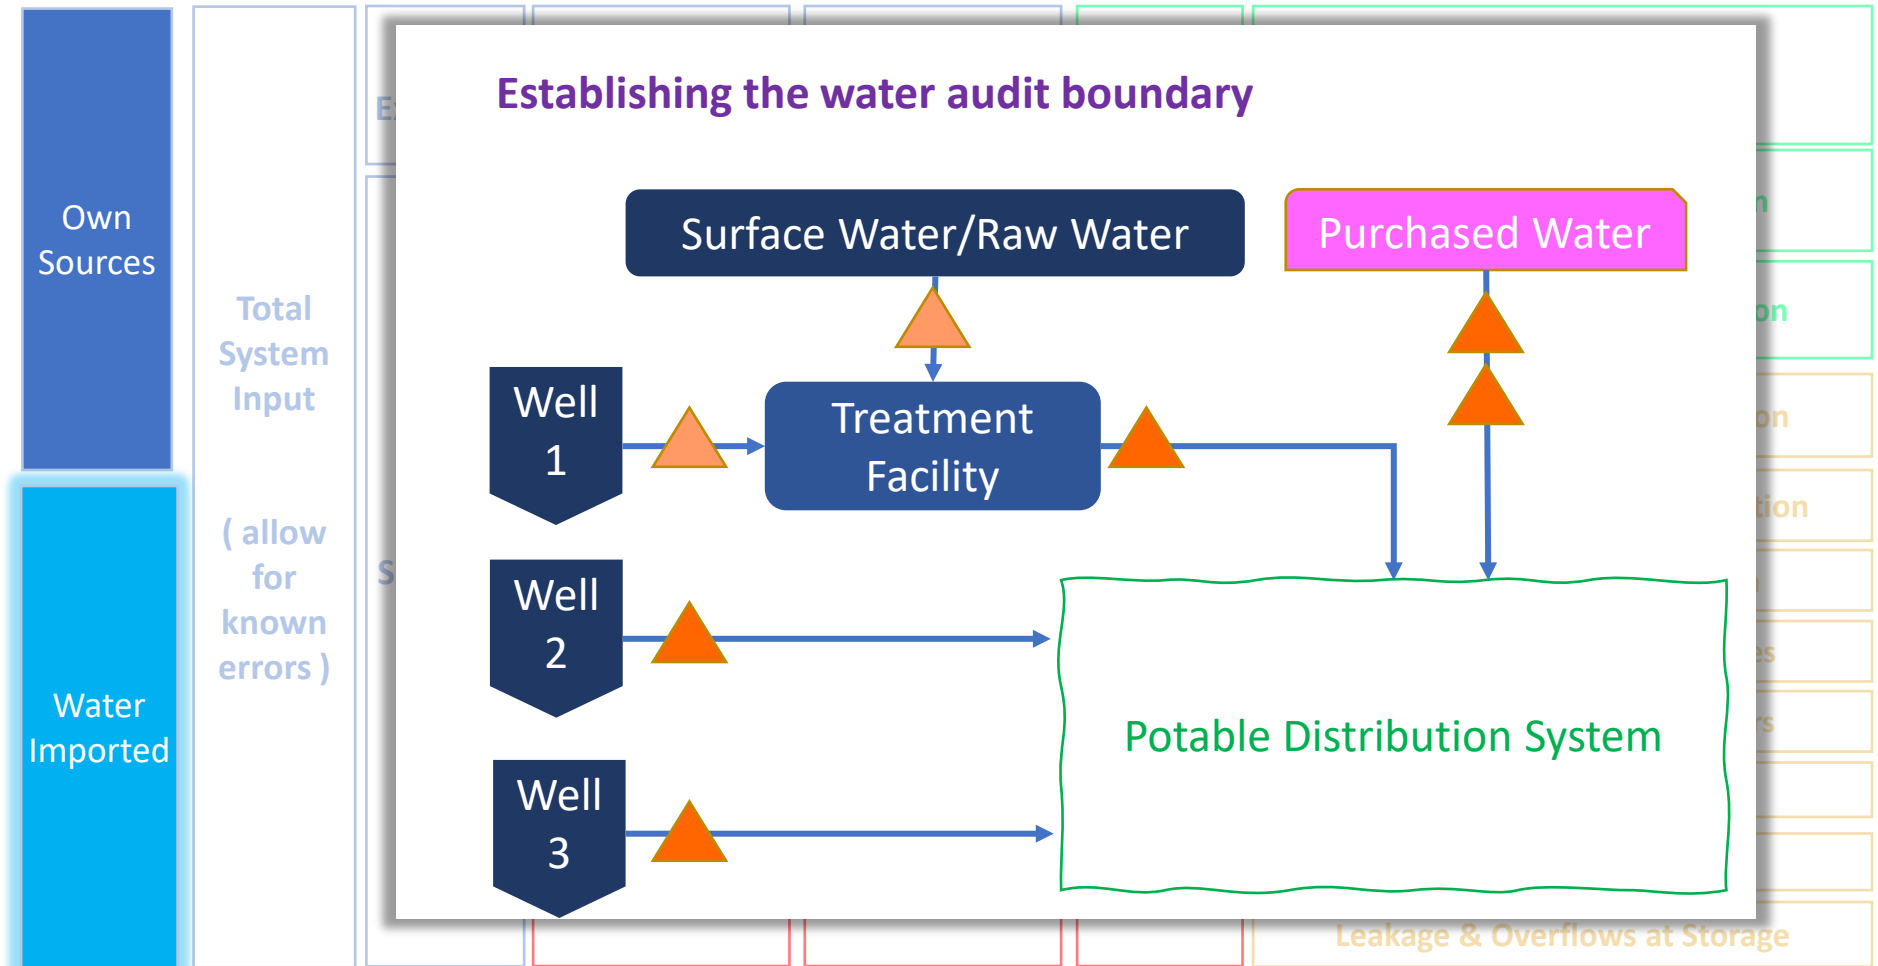 Own
Sources
Water
Imported
Total
System
Input
( allow
for
known
errors )
Establishing the water audit boundary
Surface Water/Raw Water
Purchased Water
Well
1
Treatment
Facility
Well
2
Well
3
Potable Distribution System
Leakage & Overflows at Storage